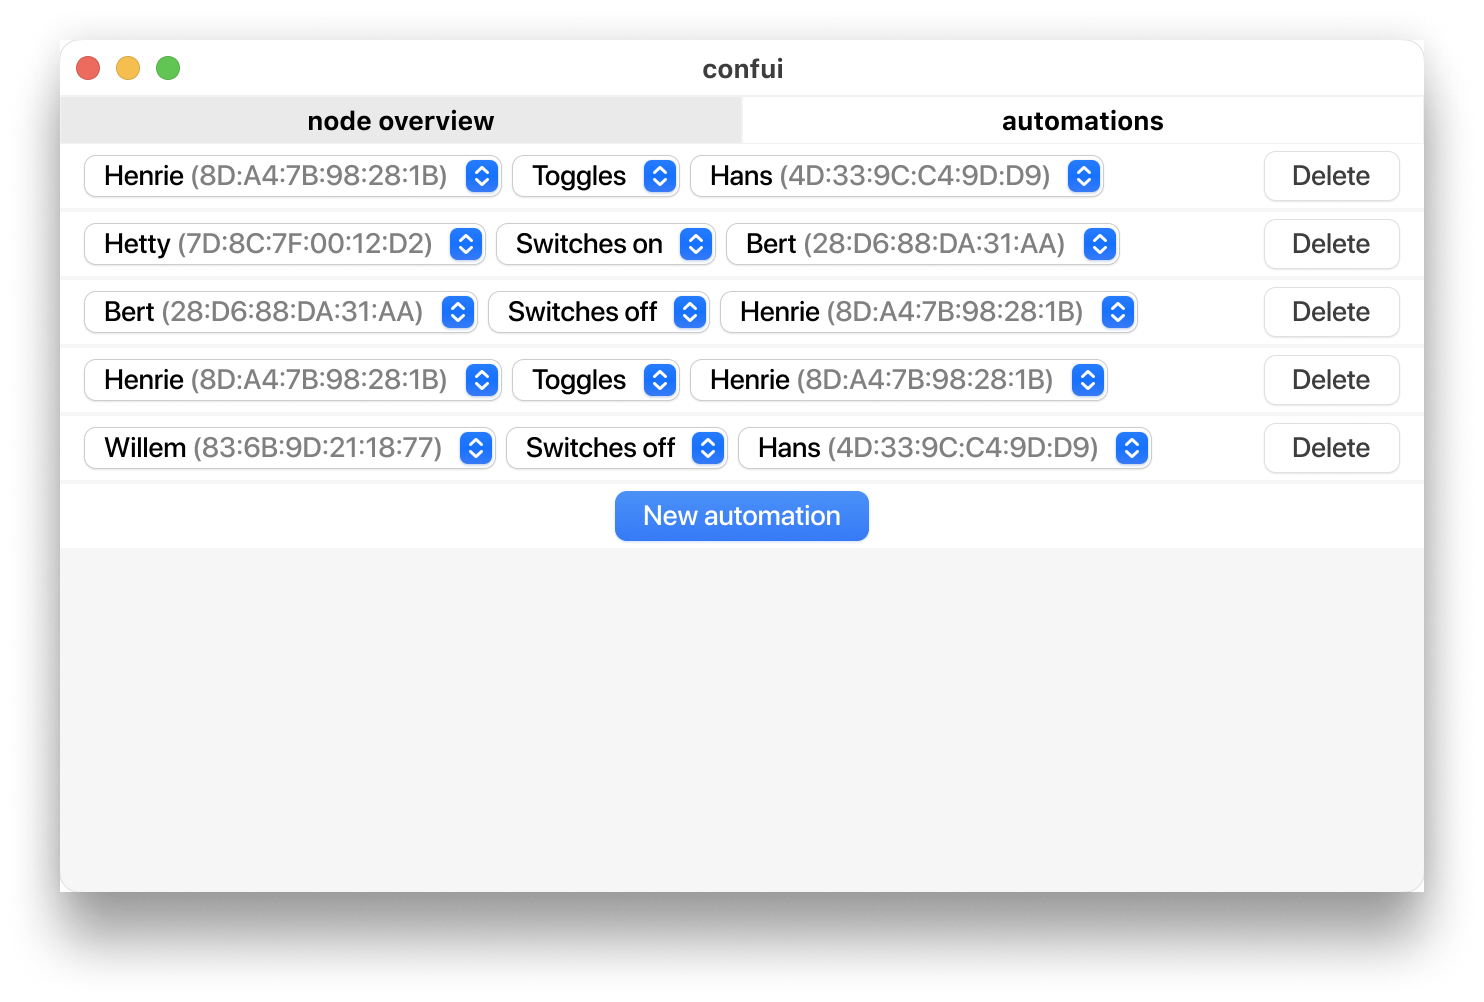 confui
node overview automations
Henrie (8D:A4:7B:98:28:1B) Toggles Hans (4D:33:9C:C4:9D:D9) Delete
Hetty (7D:8C:7F:00:12:D2) Switches on Bert (28:D6:88:DA:31:AA) Delete
Bert (28:D6:88:DA:31:AA) Switches off Henrie (8D:A4:7B:98:28:1B) Delete
Henrie (8D:A4:7B:98:28:1B) Toggles Henrie (8D:A4:7B:98:28:1B) Delete
Willem (83:6B:9D:21:18:77) Switches off Hans (4D:33:9C:C4:9D:D9) Delete
New automation